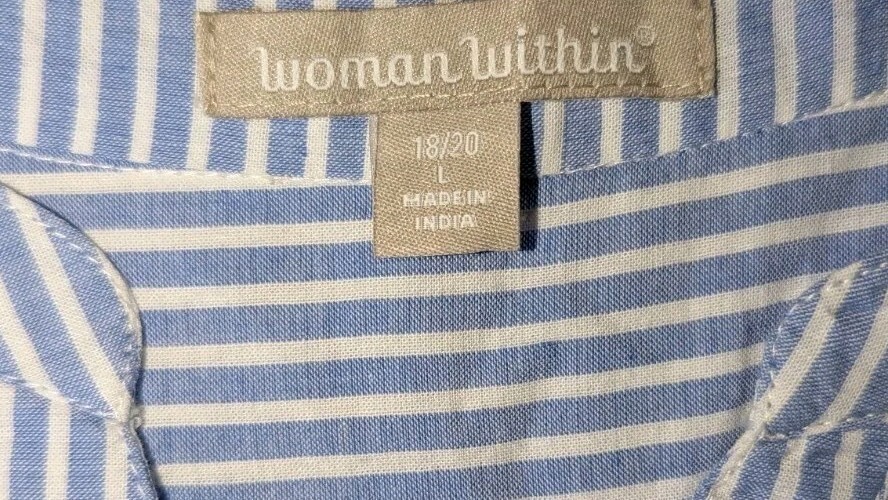 woman within®
18/20
L
MADE IN
INDIA